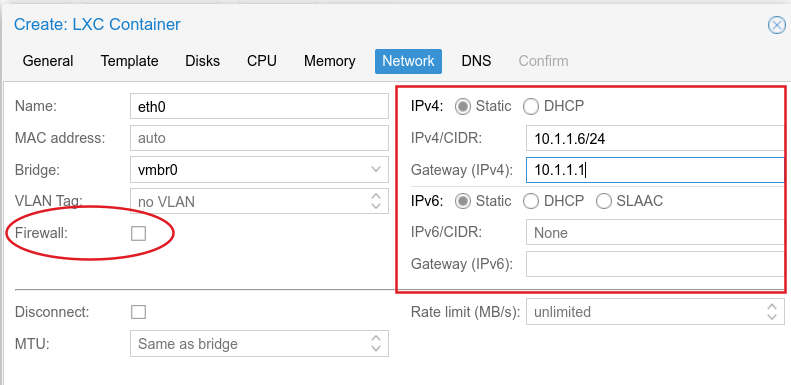 Create: LXC Container
General Template Disks CPU Memory Network DNS Confirm
Name: eth0
MAC address: auto
Bridge: vmbr0
VLAN Tag: no VLAN
Firewall:
IPv4: Static DHCP
IPv4/CIDR: 10.1.1.6/24
Gateway (IPv4): 10.1.1.1
IPv6: Static DHCP SLAAC
IPv6/CIDR: None
Gateway (IPv6):
Disconnect:
MTU: Same as bridge
Rate limit (MB/s): unlimited